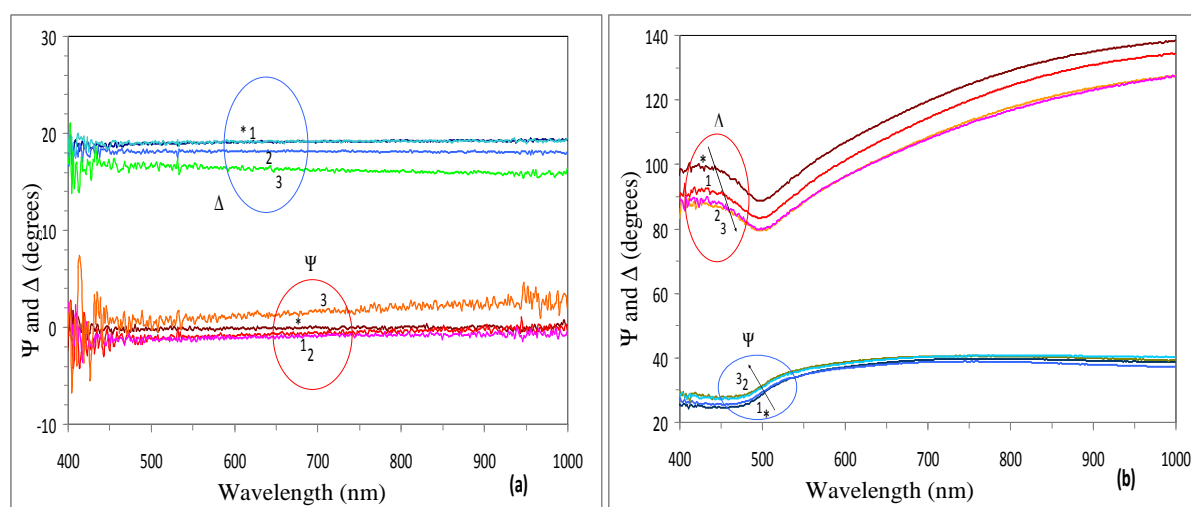 30
20
10
0
-10
Ψ and Δ (degrees)
* 1
2
3
Δ
Ψ
3
*
1 2
400 500 600 700 800 900 1000
Wavelength (nm)
(a)
140
120
100
80
60
40
20
Ψ and Δ (degrees)
Δ
*
1
2
3
Ψ
3 2
1 *
400 500 600 700 800 900 1000
Wavelength (nm)
(b)